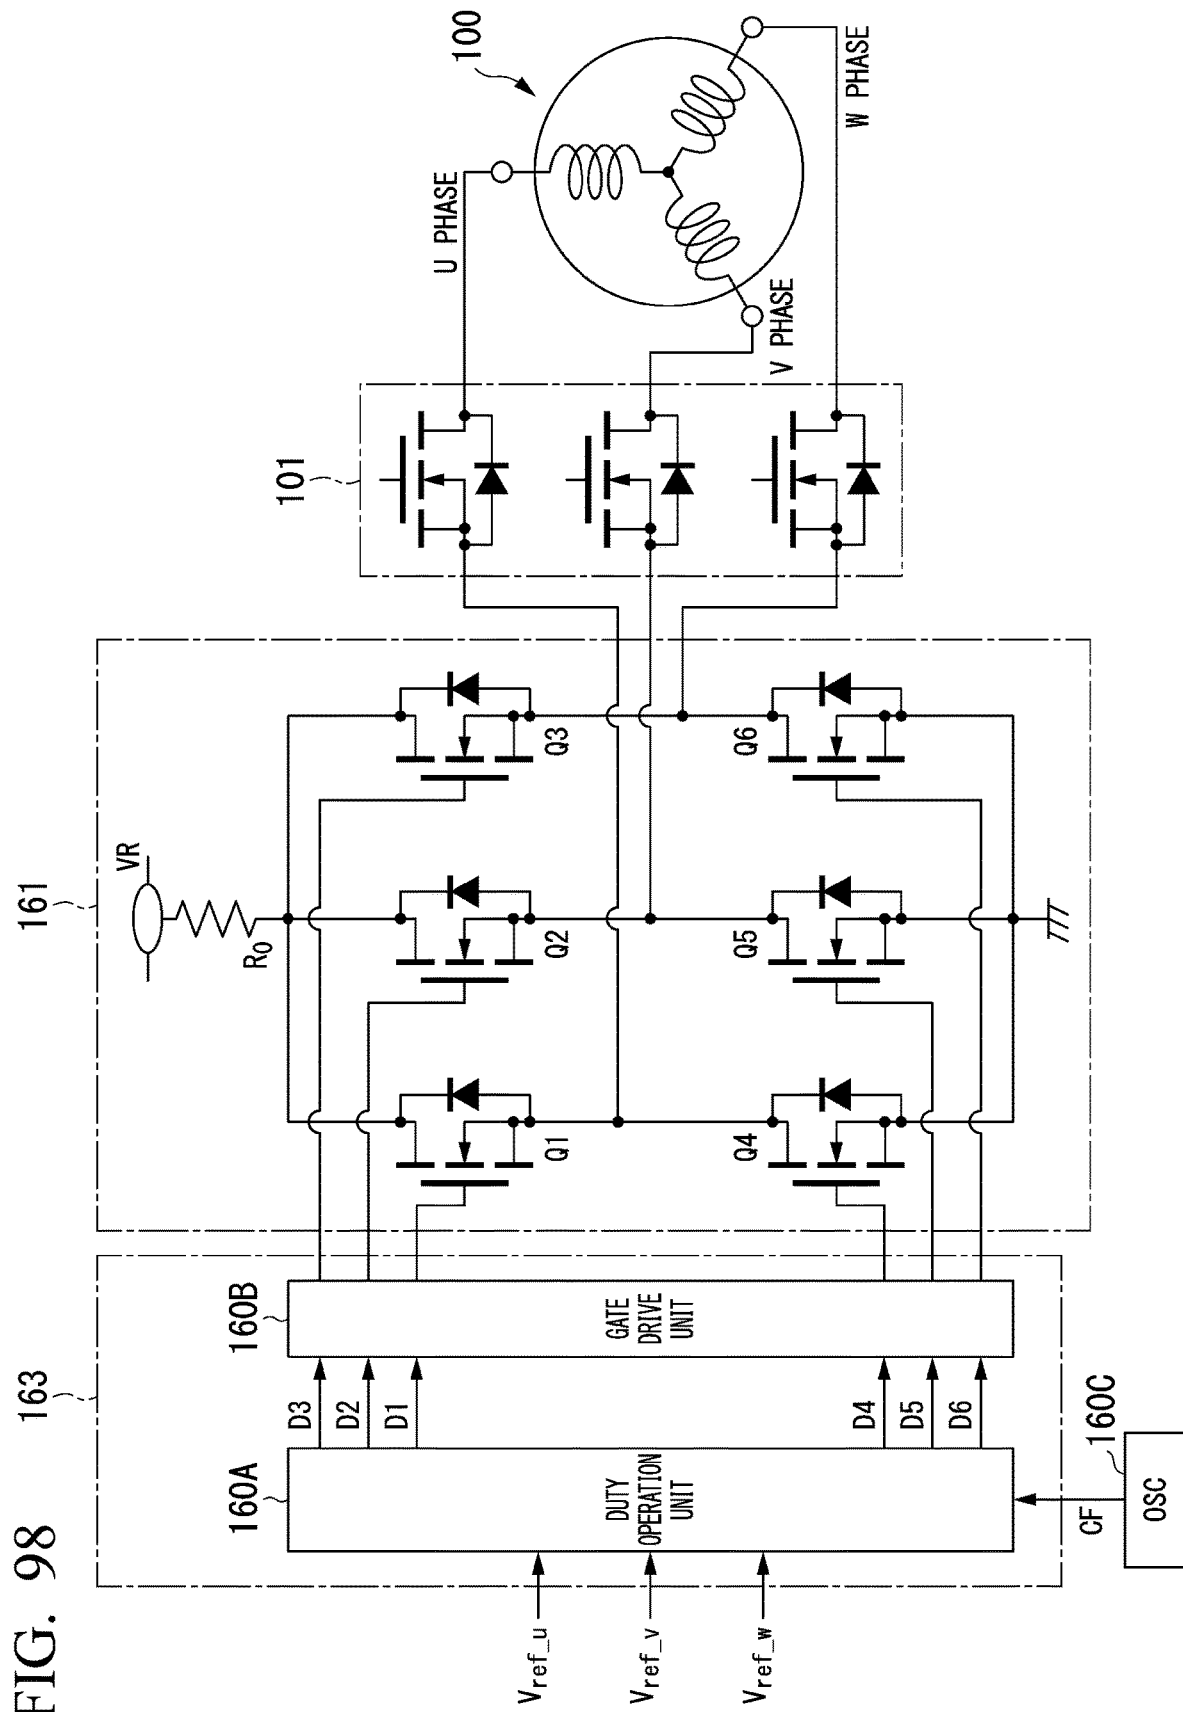 FIG. 98
163
160A
DUTY
OPERATION
UNIT
Vref_u
Vref_v
Vref_w
D3
D2
D1
D4
D5
D6
160B
GATE
DRIVE
UNIT
CF
160C
OSC
161
VR
R0
Q1
Q2
Q3
Q4
Q5
Q6
101
U PHASE
V PHASE
W PHASE
100